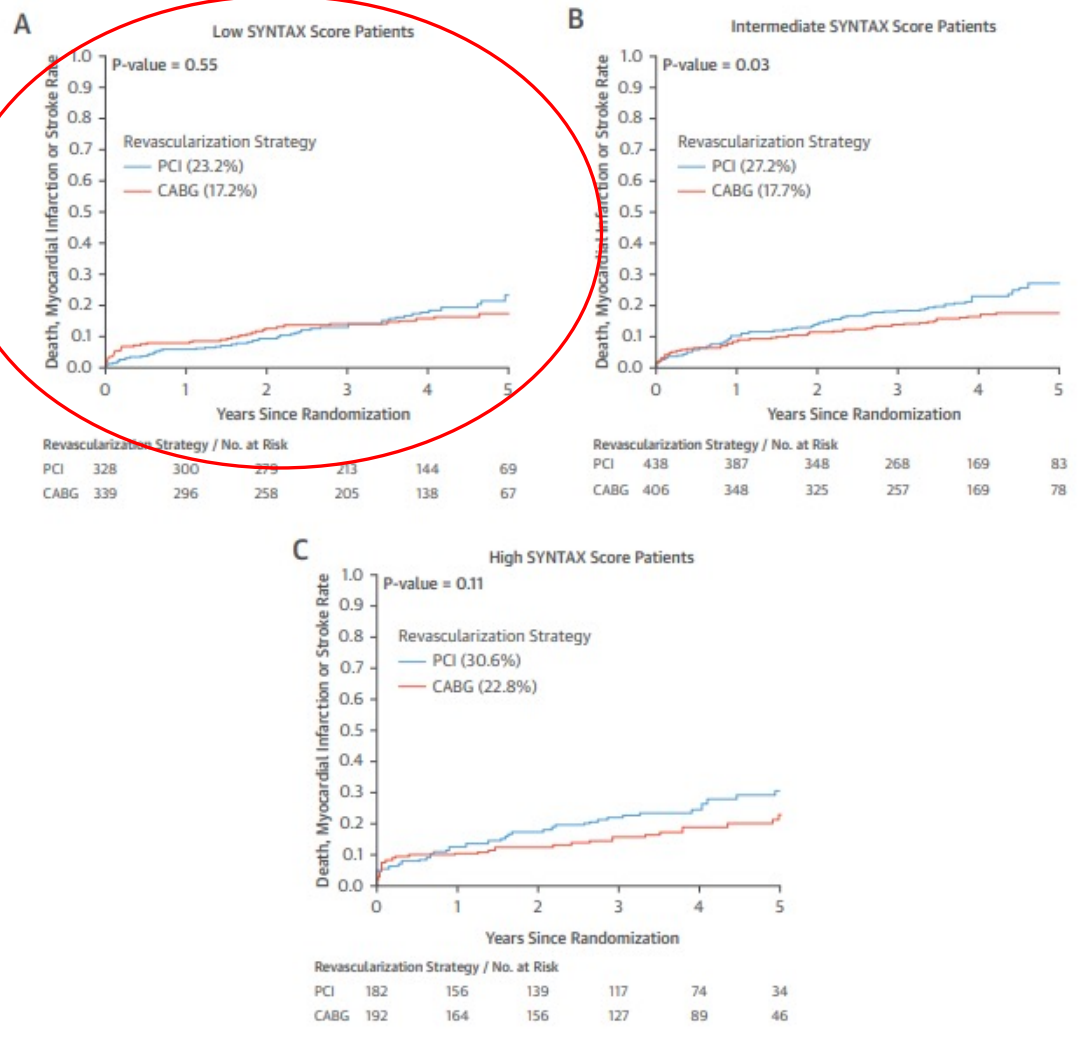 A
Low SYNTAX Score Patients
P-value = 0.55
Death, Myocardial Infarction or Stroke Rate
1.0
0.9
0.8
0.7
0.6
0.5
0.4
0.3
0.2
0.1
0.0
Revascularization Strategy
PCI (23.2%)
CABG (17.2%)
0 1 2 3 4 5
Years Since Randomization
Revascularization Strategy / No. at Risk
PCI 328 300 279 213 144 69
CABG 339 296 258 205 138 67
B
Intermediate SYNTAX Score Patients
P-value = 0.03
Death, Myocardial Infarction or Stroke Rate
1.0
0.9
0.8
0.7
0.6
0.5
0.4
0.3
0.2
0.1
0.0
Revascularization Strategy
PCI (27.2%)
CABG (17.7%)
0 1 2 3 4 5
Years Since Randomization
Revascularization Strategy / No. at Risk
PCI 438 387 348 268 169 83
CABG 406 348 325 257 169 78
C
High SYNTAX Score Patients
P-value = 0.11
Death, Myocardial Infarction or Stroke Rate
1.0
0.9
0.8
0.7
0.6
0.5
0.4
0.3
0.2
0.1
0.0
Revascularization Strategy
PCI (30.6%)
CABG (22.8%)
0 1 2 3 4 5
Years Since Randomization
Revascularization Strategy / No. at Risk
PCI 182 156 139 117 74 34
CABG 192 164 156 127 89 46